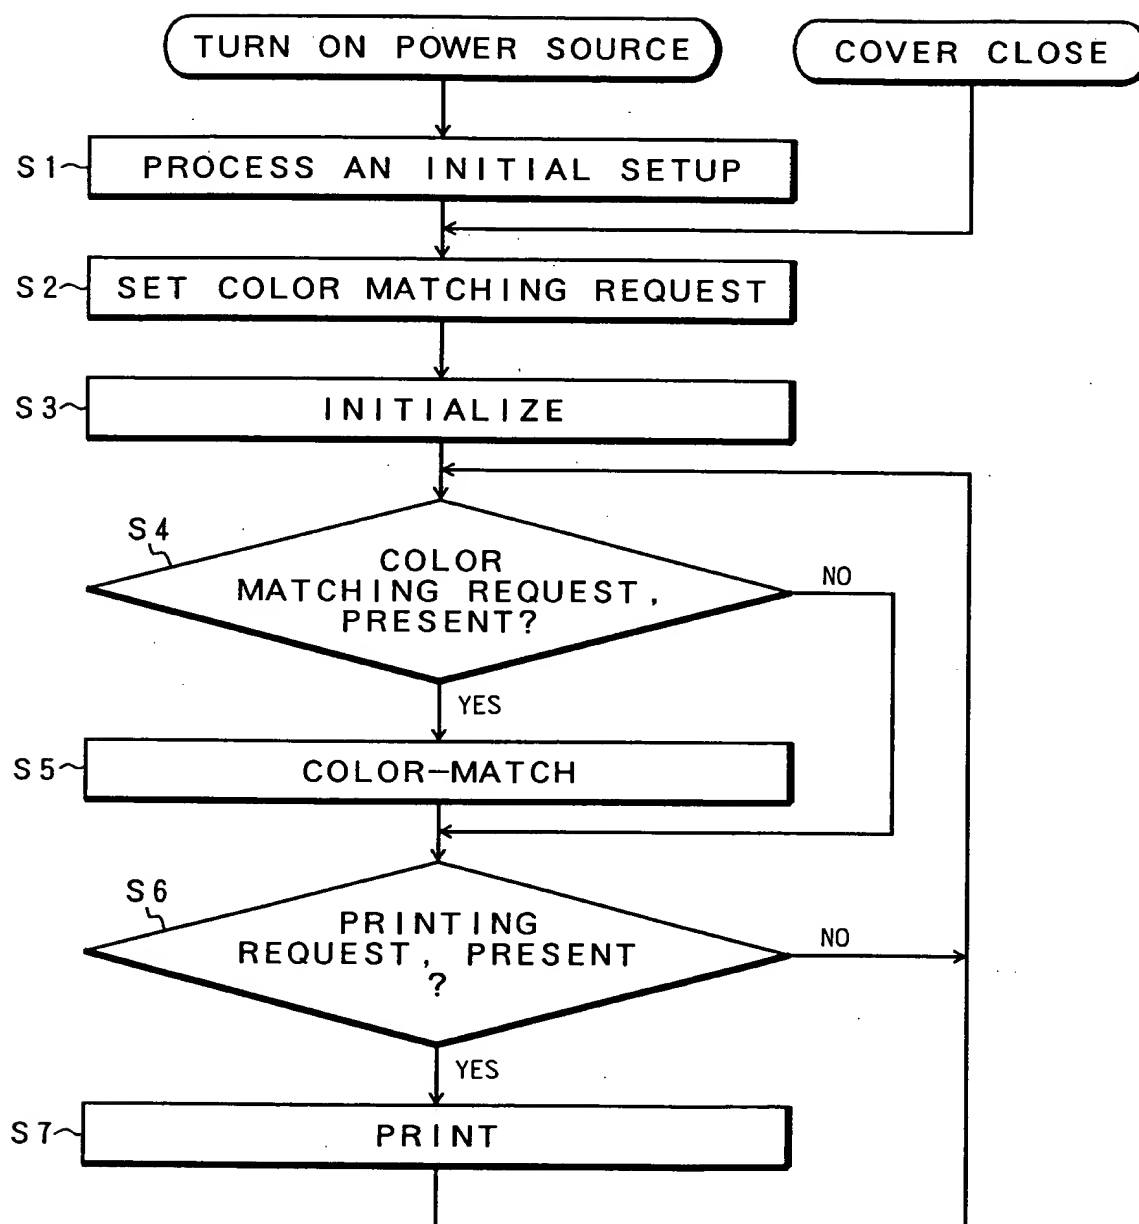 TURN ON POWER SOURCE
COVER CLOSE
S1
PROCESS AN INITIAL SETUP
S2
SET COLOR MATCHING REQUEST
S3
INITIALIZE
S4
COLOR
MATCHING REQUEST,
PRESENT?
NO
YES
S5
COLOR-MATCH
S6
PRINTING
REQUEST, PRESENT
?
NO
YES
S7
PRINT